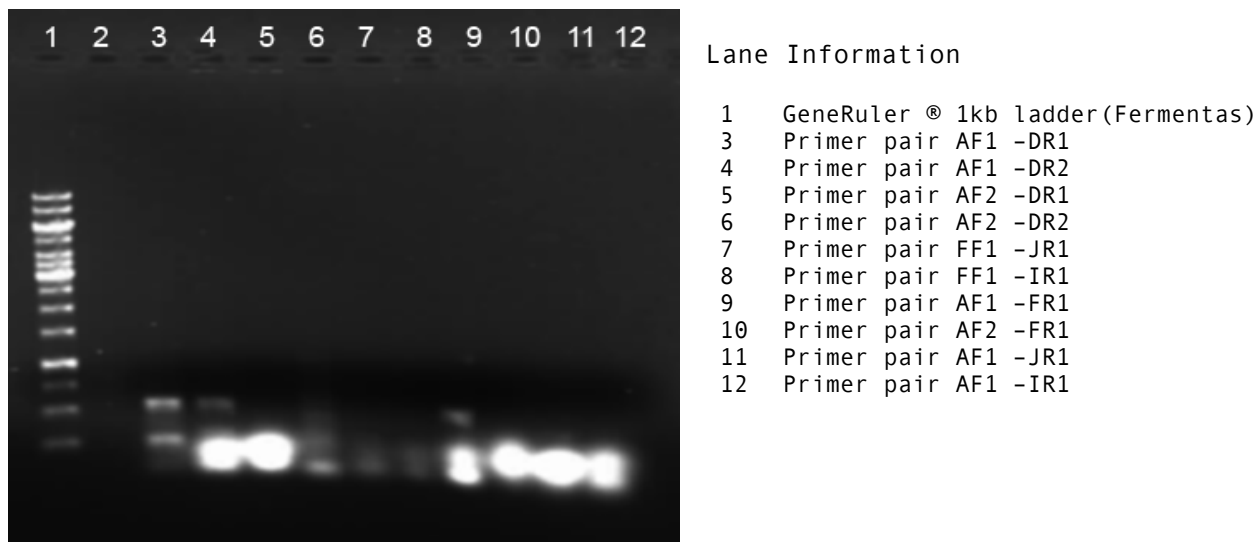 1 2 3 4 5 6 7 8 9 10 11 12
Lane Information
1 GeneRuler ® 1kb ladder(Fermentas)
3 Primer pair AF1 –DR1
4 Primer pair AF1 –DR2
5 Primer pair AF2 –DR1
6 Primer pair AF2 –DR2
7 Primer pair FF1 –JR1
8 Primer pair FF1 –IR1
9 Primer pair AF1 –FR1
10 Primer pair AF2 –FR1
11 Primer pair AF1 –JR1
12 Primer pair AF1 –IR1